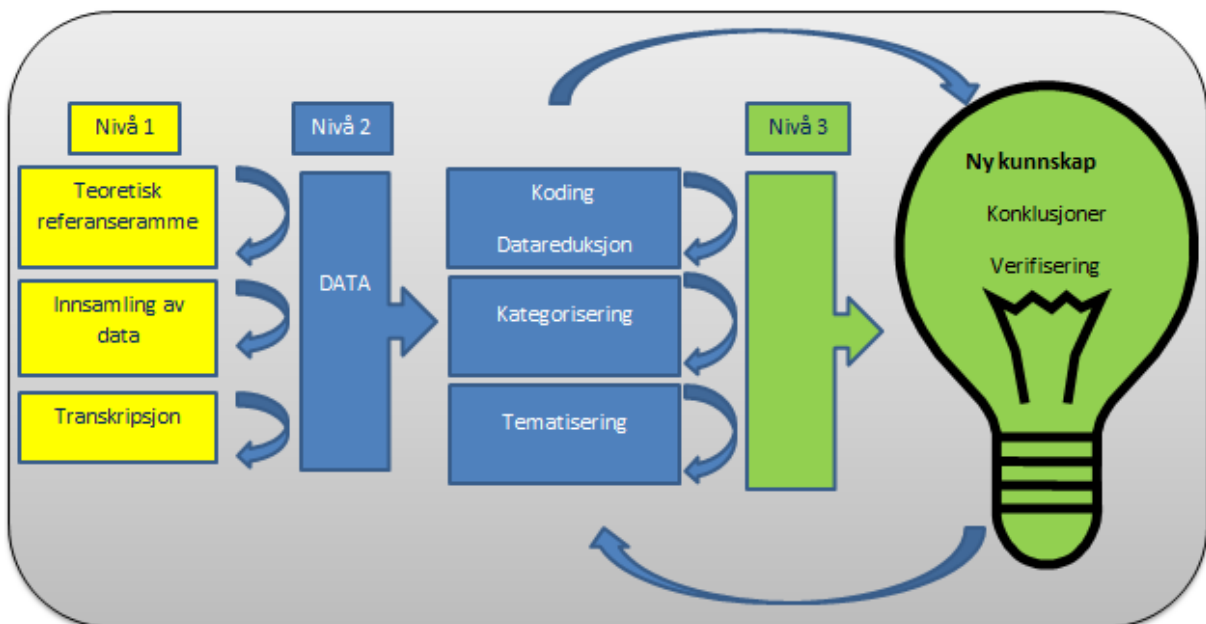 Nivå 1
Teoretisk
referanseramme
Innsamling av
data
Transkripsjon
Nivå 2
DATA
Koding
Datareduksjon
Kategorisering
Tematisering
Nivå 3
Ny kunnskap
Konklusjoner
Verifisering